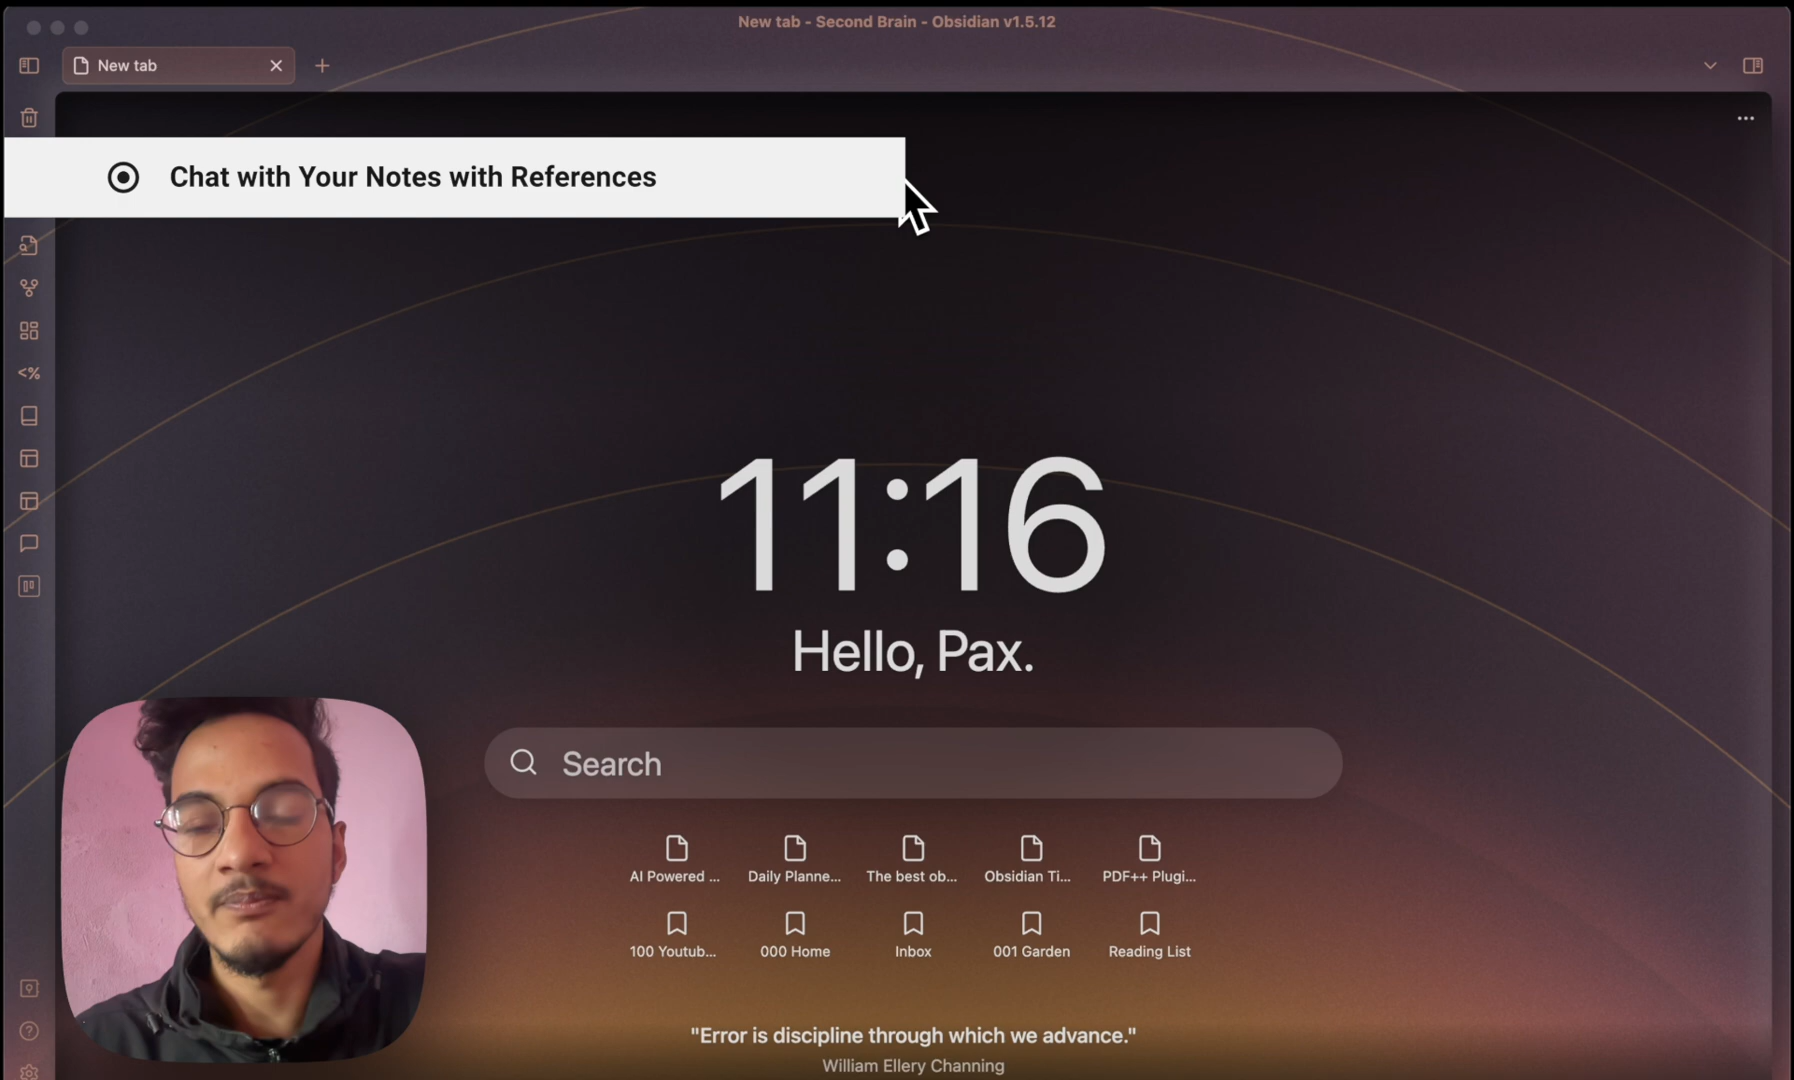 New tab - Second Brain - Obsidian v1.5.12
New tab
Chat with Your Notes with References
<%
11:16
Hello, Pax.
Search
AI Powered ...
Daily Planne...
The best ob...
Obsidian Ti...
PDF++ Plugi...
100 Youtub...
000 Home
Inbox
001 Garden
Reading List
"Error is discipline through which we advance."
William Ellery Channing